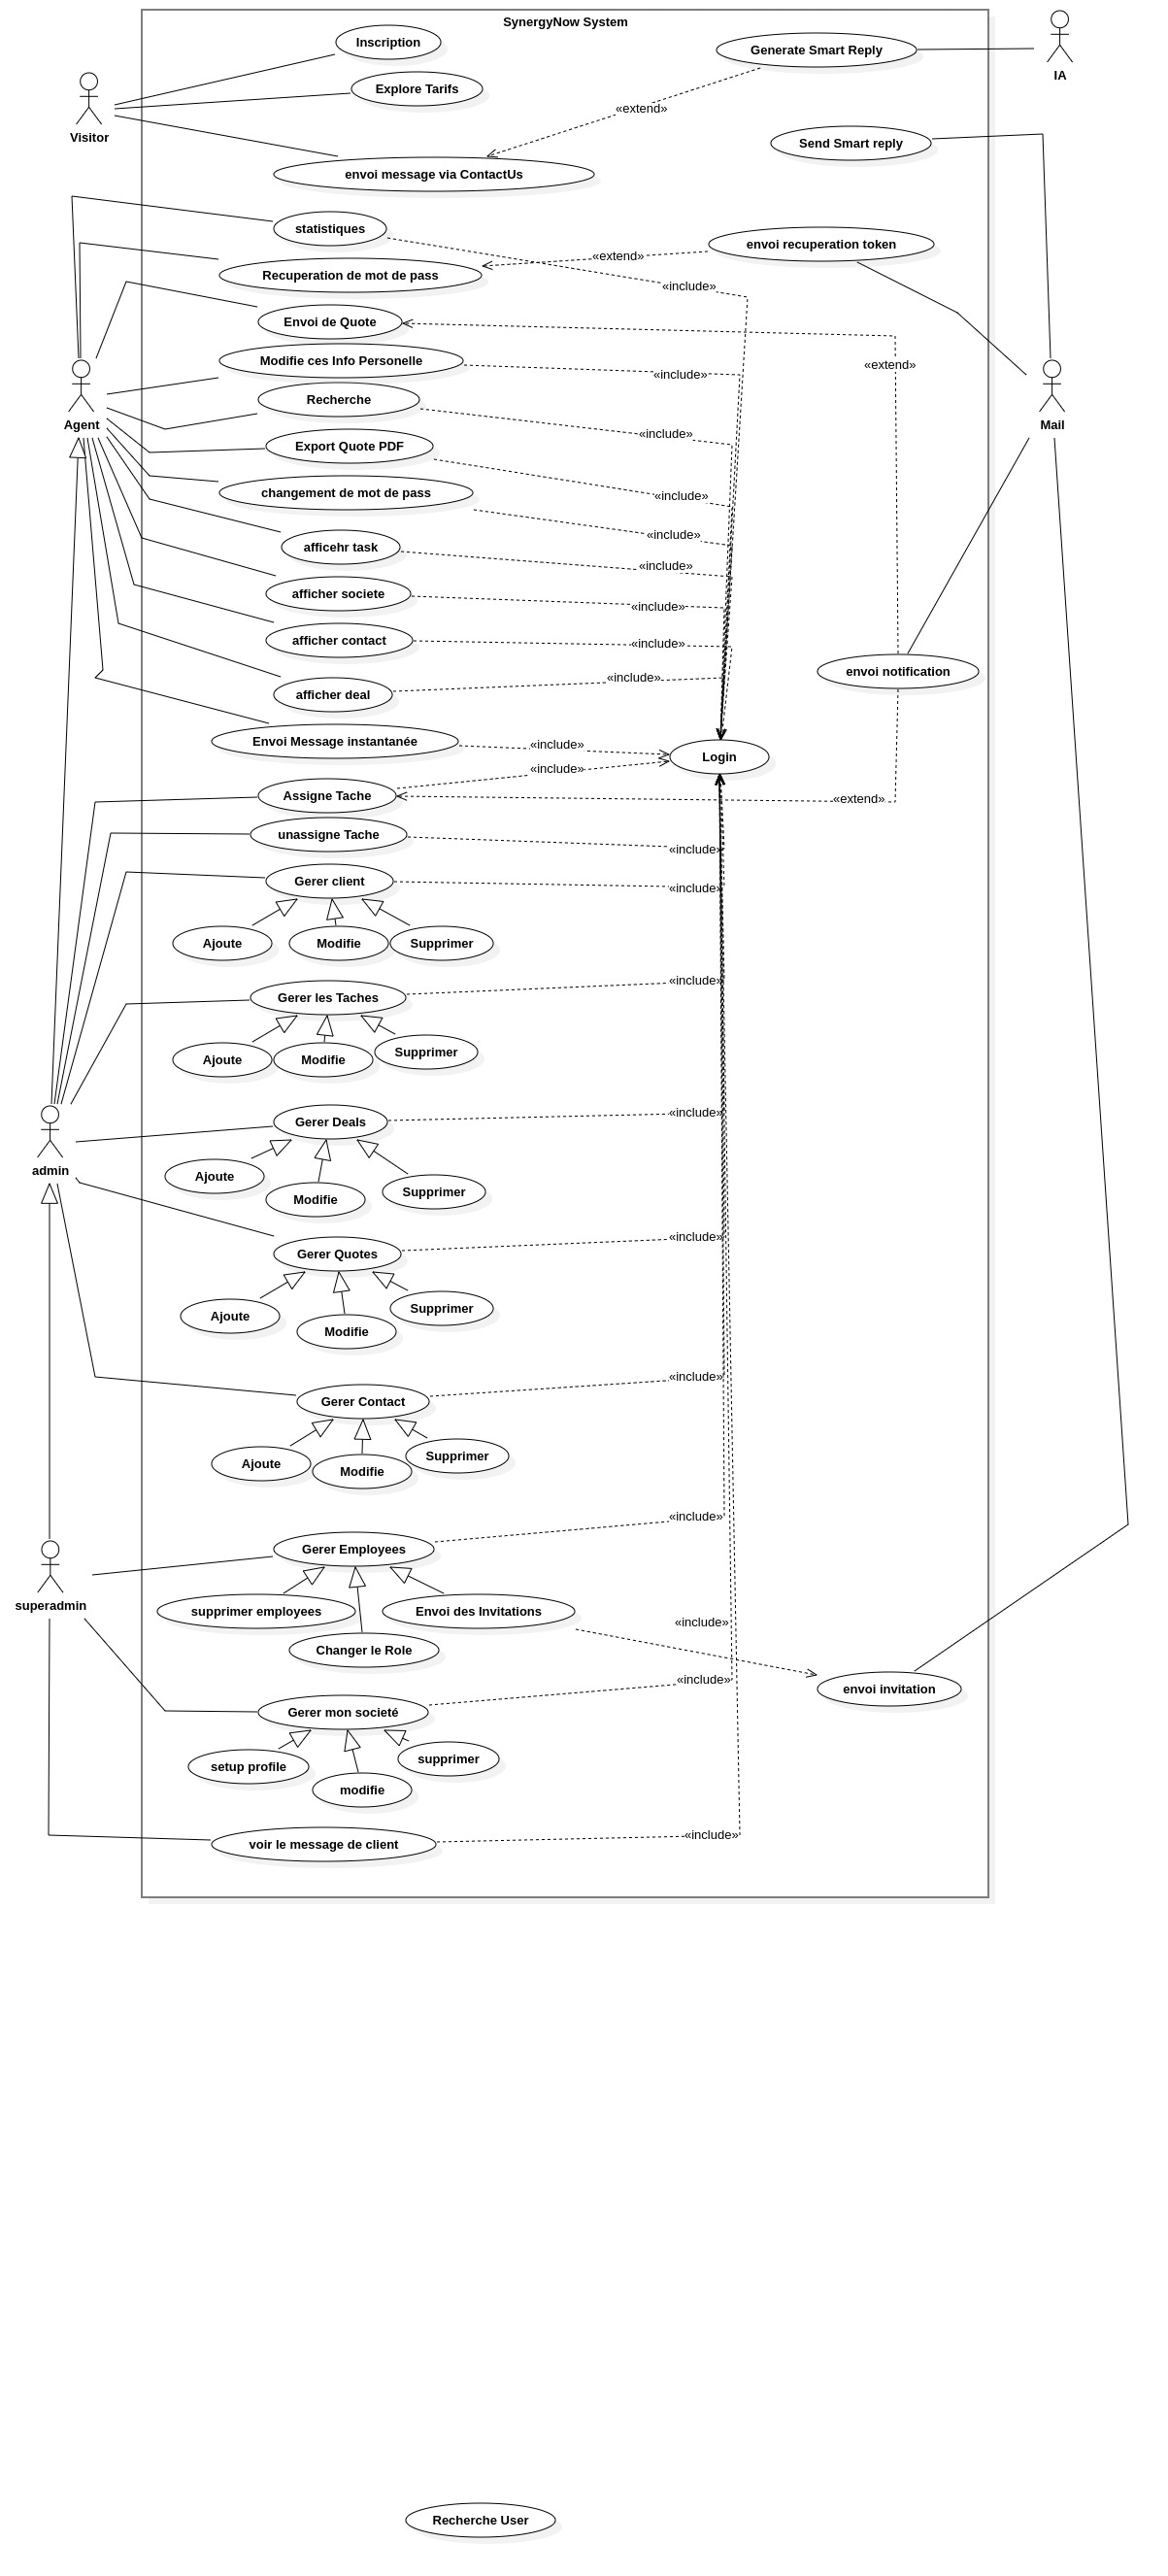 SynergyNow System
Inscription
Generate Smart Reply
IA
Explore Tarifs
«extend»
Visitor
Send Smart reply
envoi message via ContactUs
statistiques
envoi recuperation token
«extend»
Recuperation de mot de pass
«include»
Envoi de Quote
Modifie ces Info Personelle
«extend»
«include»
Recherche
Agent
Mail
«include»
Export Quote PDF
changement de mot de pass
«include»
«include»
afficehr task
«include»
afficher societe
«include»
afficher contact
«include»
envoi notification
«include»
afficher deal
Envoi Message instantanée
«include»
Login
«include»
Assigne Tache
«extend»
unassigne Tache
«include»
Gerer client
«include»
Ajoute
Modifie
Supprimer
«include»
Gerer les Taches
Ajoute
Modifie
Supprimer
«include»
Gerer Deals
admin
Ajoute
Modifie
Supprimer
«include»
Gerer Quotes
Ajoute
Modifie
Supprimer
«include»
Gerer Contact
Ajoute
Modifie
Supprimer
«include»
Gerer Employees
superadmin
supprimer employees
Envoi des Invitations
«include»
Changer le Role
«include»
envoi invitation
Gerer mon societé
setup profile
supprimer
modifie
«include»
voir le message de client
Recherche User